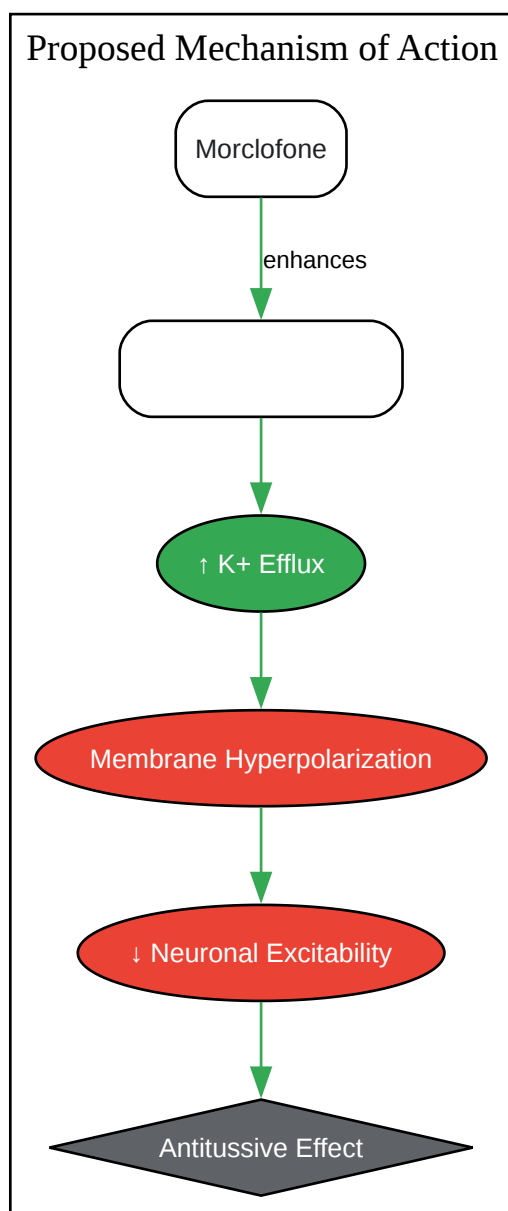 Proposed Mechanism of Action
Morclofone
enhances
↑ K+ Efflux
Membrane Hyperpolarization
↓ Neuronal Excitability
Antitussive Effect